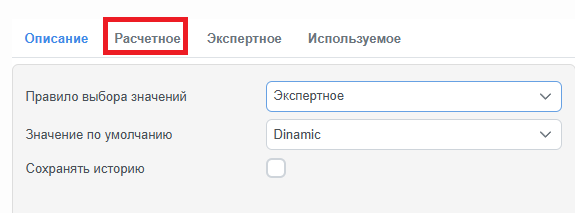 Описание Расчетное Экспертное Используемое
Правило выбора значений Экспертное
Значение по умолчанию Dinamic
Сохранять историю